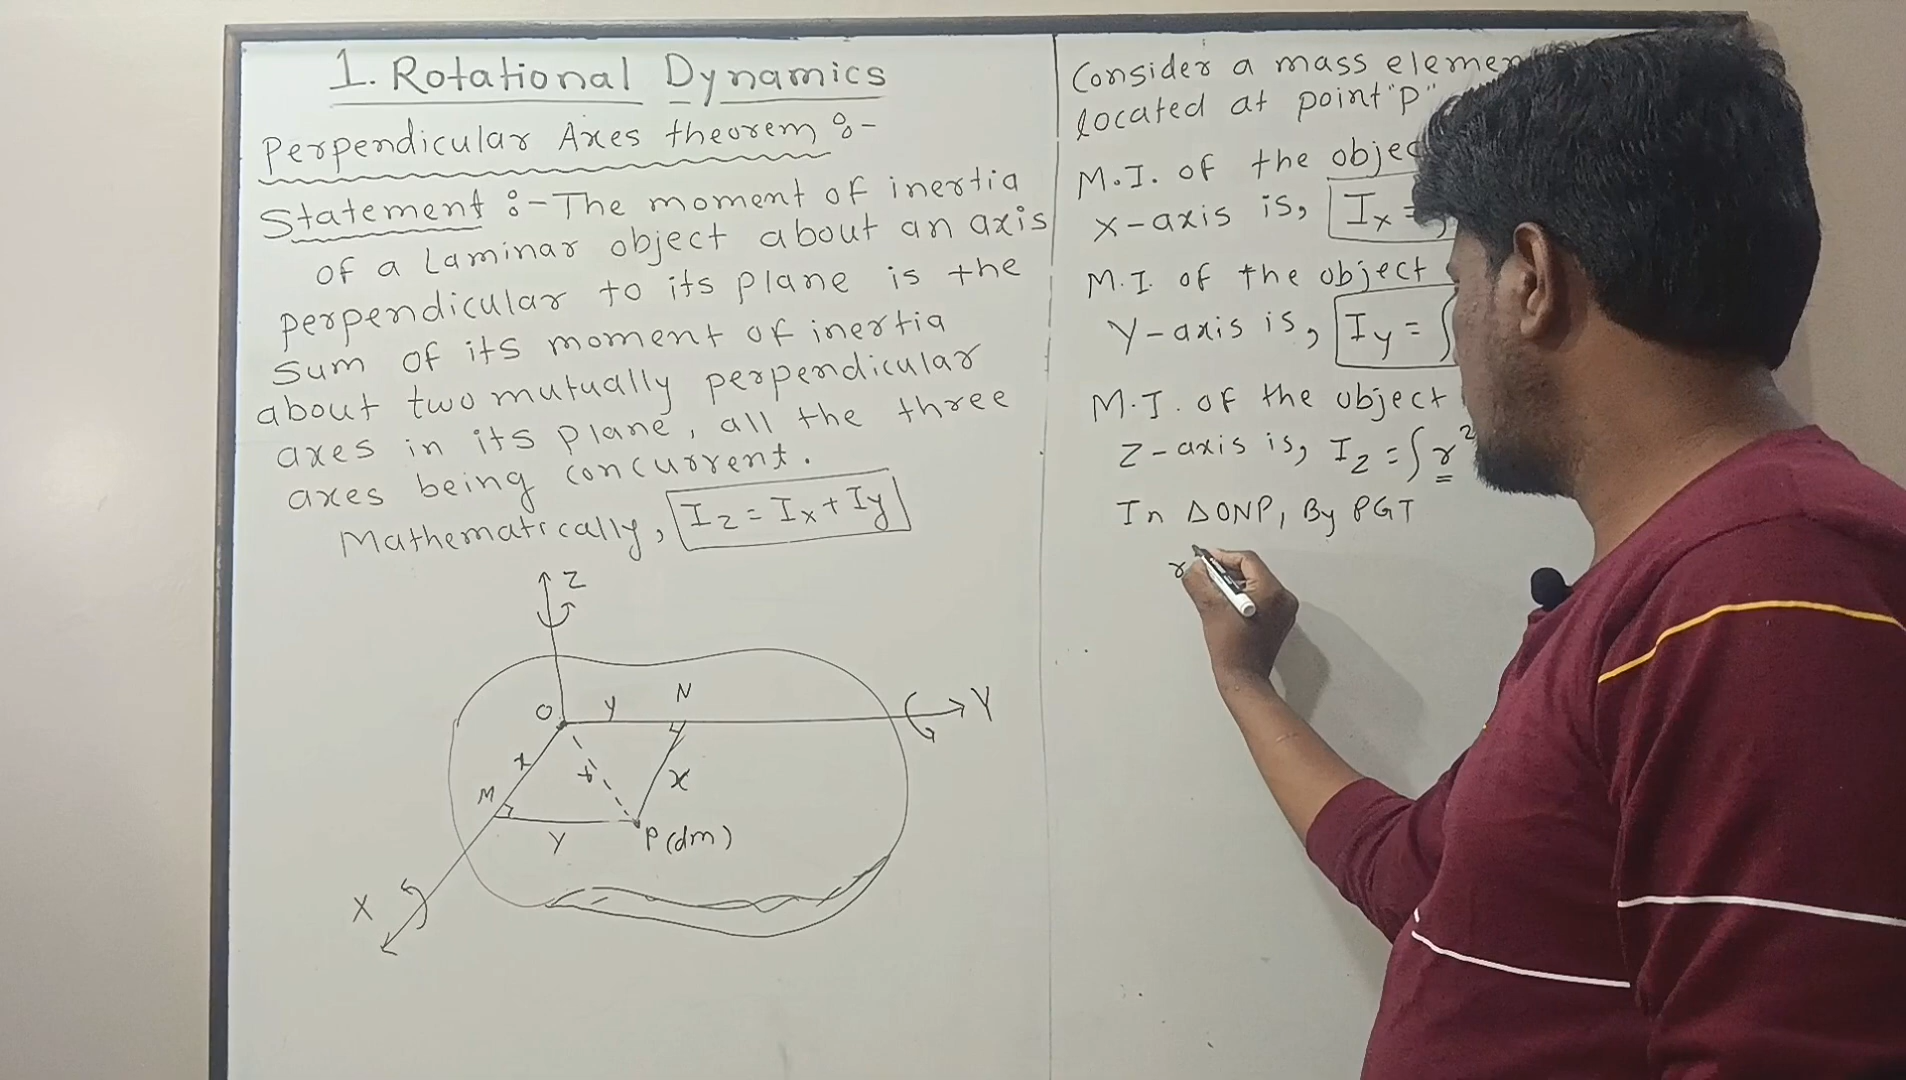 1. Rotational Dynamics
Perpendicular Axes theorem :-
Statement :- The moment of inertia
of a Laminar object about an axis
perpendicular to its plane is the
sum of its moment of inertia
about two mutually perpendicular
axes in its plane, all the three
axes being concurrent.
Mathematically, Iz = Ix + Iy
Z
O
y
N
Y
x
r
x
M
y
P(dm)
X
Consider a mass
located at point "P"
M.I. of the
x-axis is, Ix =
M.I. of the object
Y-axis is, Iy = ∫
M.I. of the object
Z-axis is, Iz = ∫ r²
In ΔONP, By PGT
r